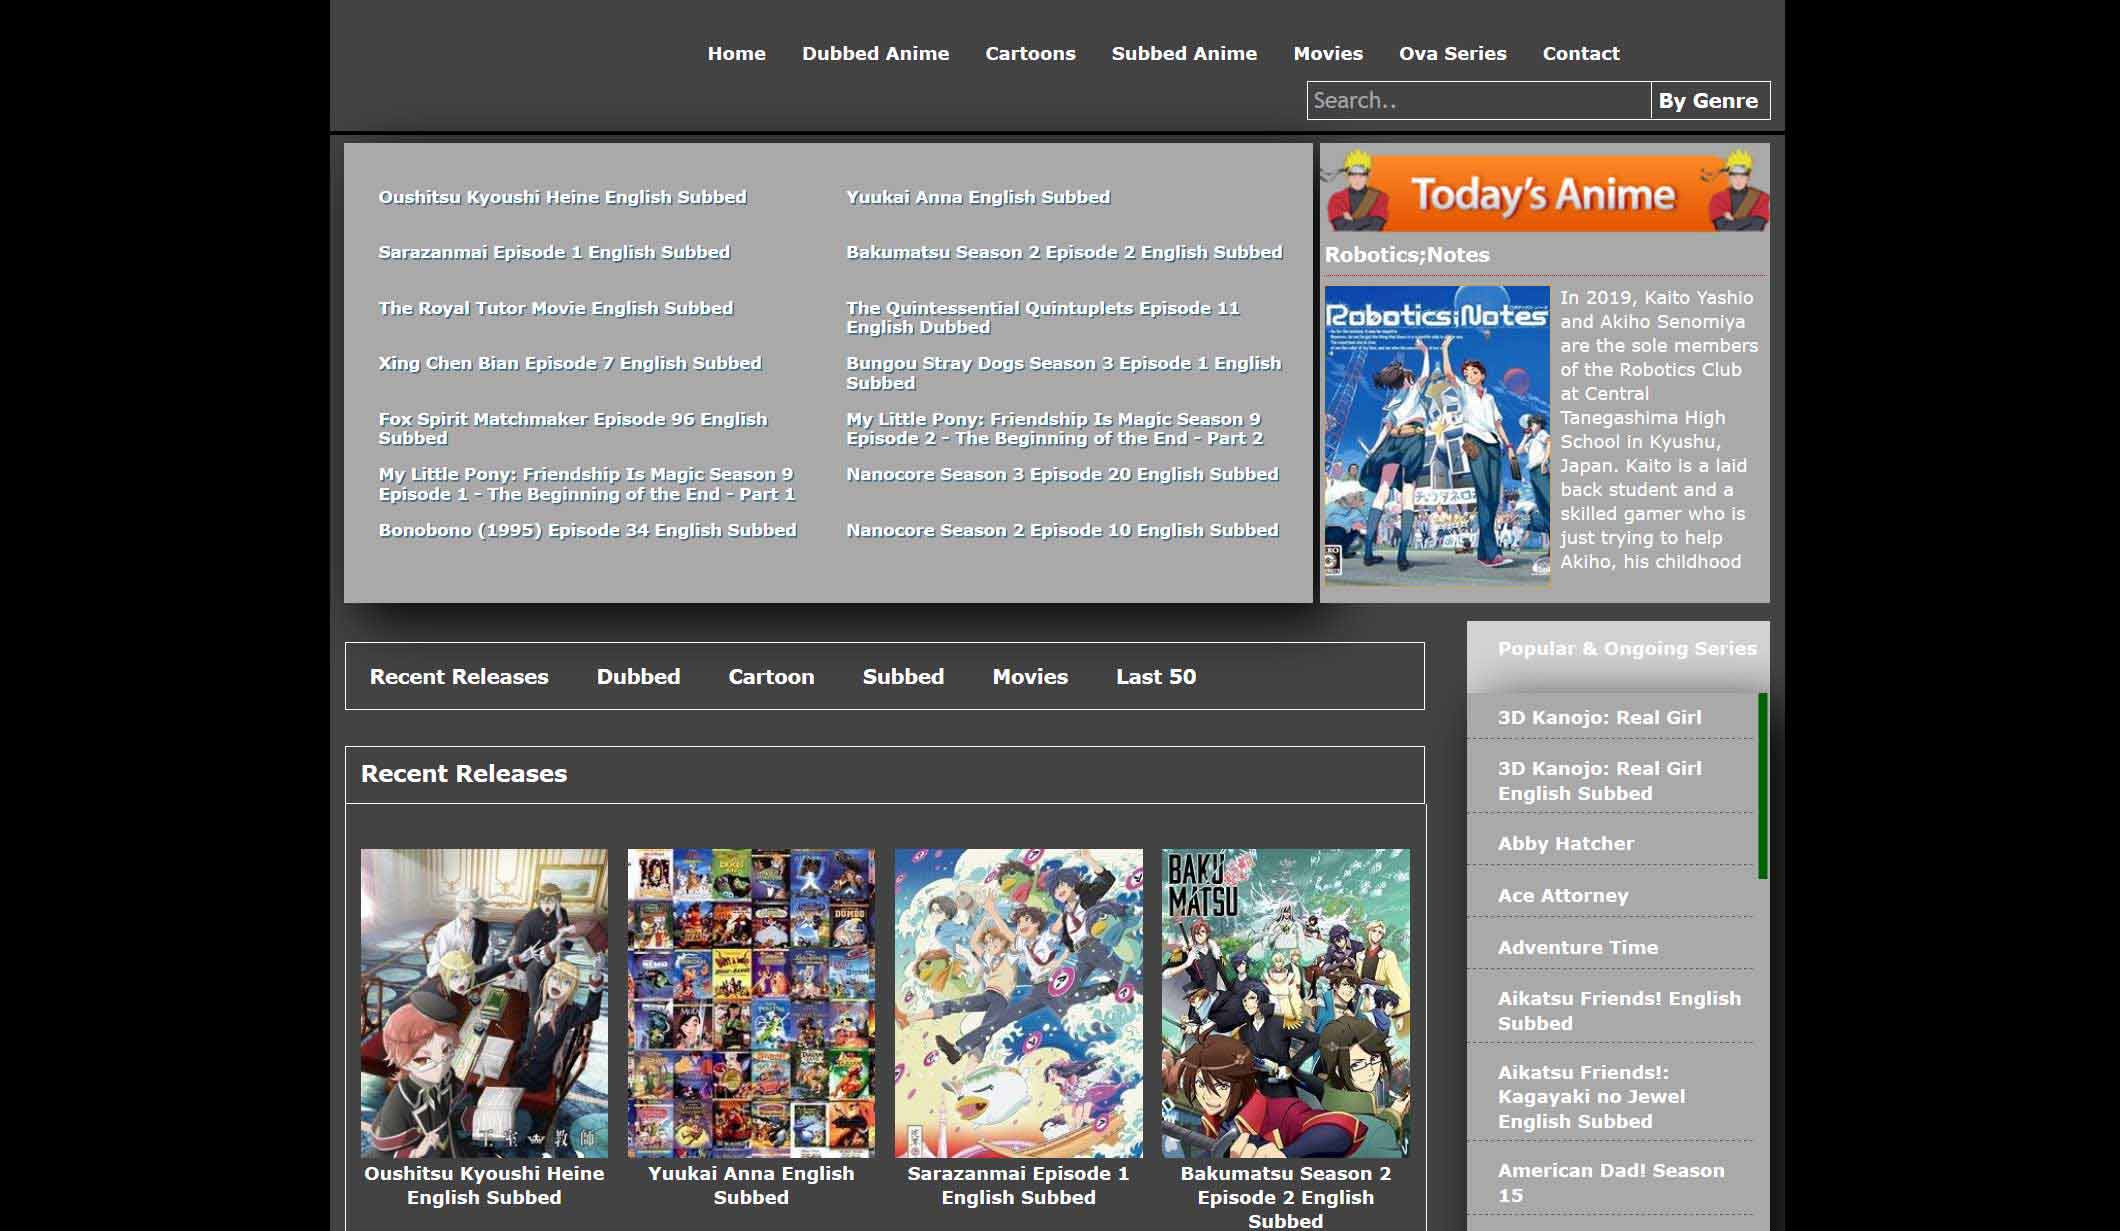 Home Dubbed Anime Cartoons Subbed Anime Movies Ova Series Contact
Search.. By Genre
Oushitsu Kyoushi Heine English Subbed
Yuukai Anna English Subbed
Sarazanmai Episode 1 English Subbed
Bakumatsu Season 2 Episode 2 English Subbed
The Royal Tutor Movie English Subbed
The Quintessential Quintuplets Episode 11
English Dubbed
Xing Chen Bian Episode 7 English Subbed
Bungou Stray Dogs Season 3 Episode 1 English
Subbed
Fox Spirit Matchmaker Episode 96 English
Subbed
My Little Pony: Friendship Is Magic Season 9
Episode 2 - The Beginning of the End - Part 2
My Little Pony: Friendship Is Magic Season 9
Episode 1 - The Beginning of the End - Part 1
Nanocore Season 3 Episode 20 English Subbed
Bonobono (1995) Episode 34 English Subbed
Nanocore Season 2 Episode 10 English Subbed
Today's Anime
Robotics;Notes
Robotics;Notes
In 2019, Kaito Yashio
and Akiho Senomiya
are the sole members
of the Robotics Club
at Central
Tanegashima High
School in Kyushu,
Japan. Kaito is a laid
back student and a
skilled gamer who is
just trying to help
Akiho, his childhood
Recent Releases Dubbed Cartoon Subbed Movies Last 50
Recent Releases
BAKU
MATSU
DUMBO
王室教師
Oushitsu Kyoushi Heine
English Subbed
Yuukai Anna English
Subbed
Sarazanmai Episode 1
English Subbed
Bakumatsu Season 2
Episode 2 English
Subbed
Popular & Ongoing Series
3D Kanojo: Real Girl
3D Kanojo: Real Girl
English Subbed
Abby Hatcher
Ace Attorney
Adventure Time
Aikatsu Friends! English
Subbed
Aikatsu Friends!:
Kagayaki no Jewel
English Subbed
American Dad! Season
15